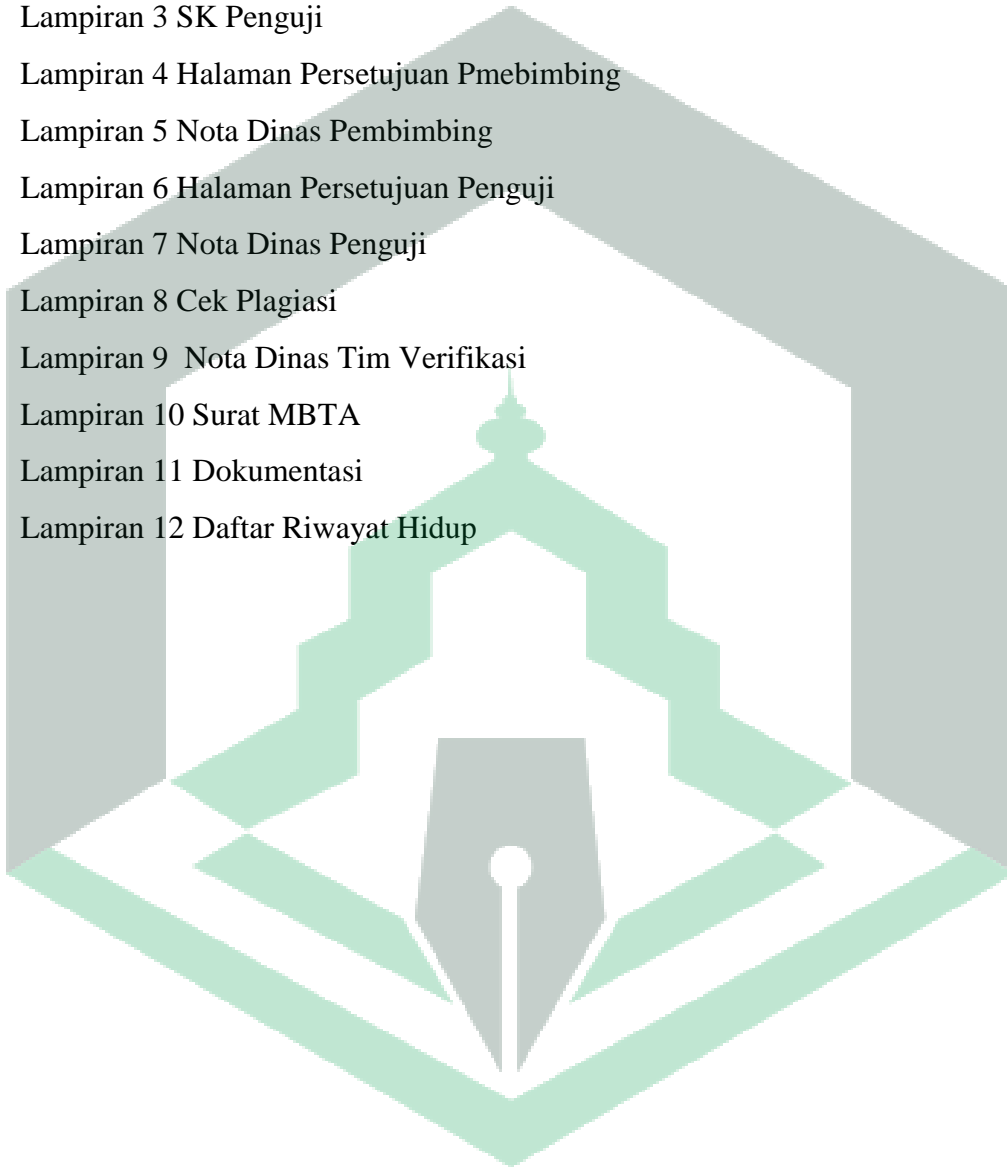 Lampiran 3 SK Penguji
Lampiran 4 Halaman Persetujuan Pmebimbing
Lampiran 5 Nota Dinas Pembimbing
Lampiran 6 Halaman Persetujuan Penguji
Lampiran 7 Nota Dinas Penguji
Lampiran 8 Cek Plagiasi
Lampiran 9  Nota Dinas Tim Verifikasi
Lampiran 10 Surat MBTA
Lampiran 11 Dokumentasi
Lampiran 12 Daftar Riwayat Hidup